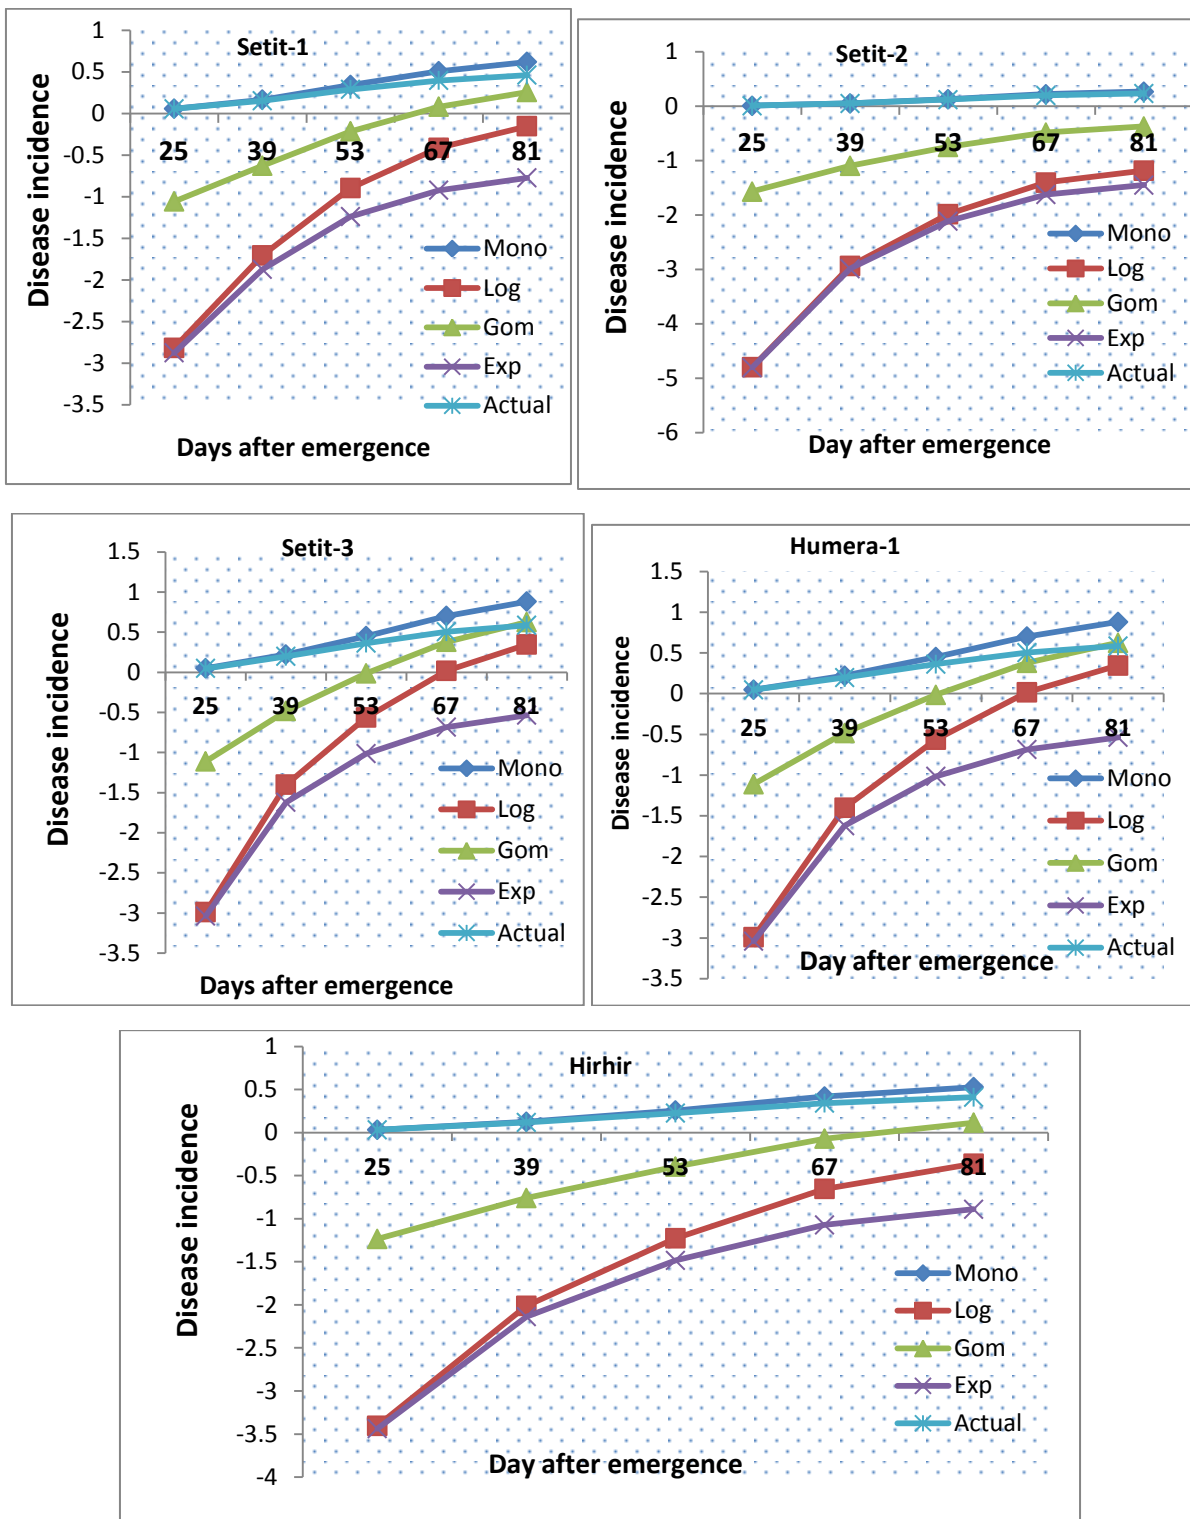 Setit-1
Disease incidence
1
0.5
0
-0.5
-1
-1.5
-2
-2.5
-3
-3.5
25 39 53 67 81
Mono
Log
Gom
Exp
Actual
Days after emergence
Setit-2
Disease incidence
1
0
-1
-2
-3
-4
-5
-6
25 39 53 67 81
Mono
Log
Gom
Exp
Actual
Day after emergence
Setit-3
Disease incidence
1.5
1
0.5
0
-0.5
-1
-1.5
-2
-2.5
-3
-3.5
25 39 53 67 81
Mono
Log
Gom
Exp
Actual
Days after emergence
Humera-1
Disease incidence
1.5
1
0.5
0
-0.5
-1
-1.5
-2
-2.5
-3
-3.5
25 39 53 67 81
Mono
Log
Gom
Exp
Actual
Day after emergence
Hirhir
Disease incidence
1
0.5
0
-0.5
-1
-1.5
-2
-2.5
-3
-3.5
-4
25 39 53 67 81
Mono
Log
Gom
Exp
Actual
Day after emergence